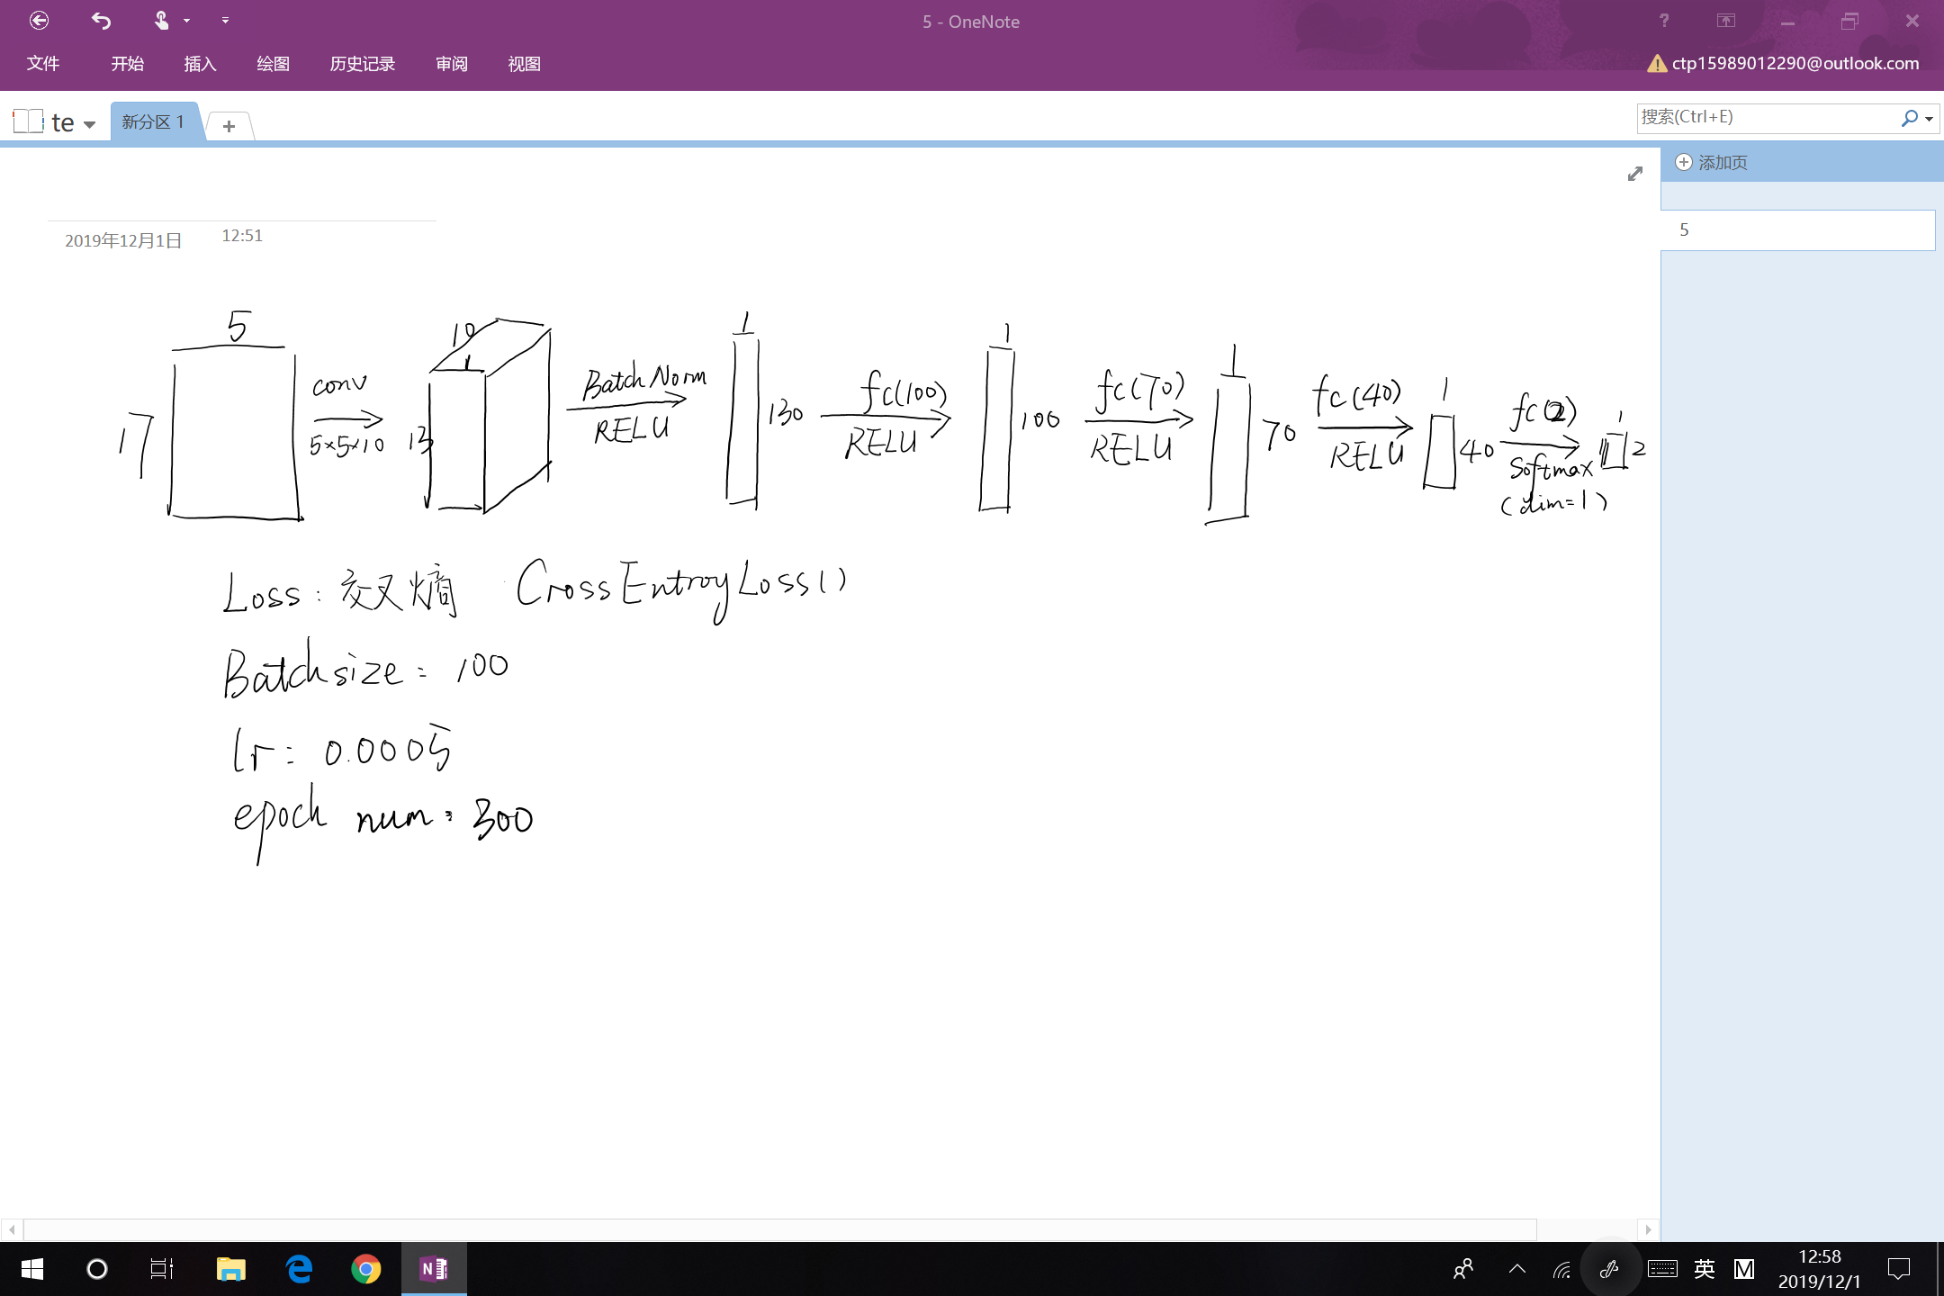 5 - OneNote
文件 开始 插入 绘图 历史记录 审阅 视图
ctp15989012290@outlook.com
te 新分区 1
搜索(Ctrl+E)
添加页
5
2019年12月1日 12:51
5
17
conv
5×5×10
10
1
13
BatchNorm
RELU
1
130
fc(100)
RELU
1
100
fc(70)
RELU
1
70
fc(40)
RELU
1
40
fc(2)
Softmax
(dim=1)
1
2
Loss: 交叉熵 CrossEntroyLoss()
Batchsize = 100
lr = 0.0005
epoch num: 300
英 M
12:58
2019/12/1